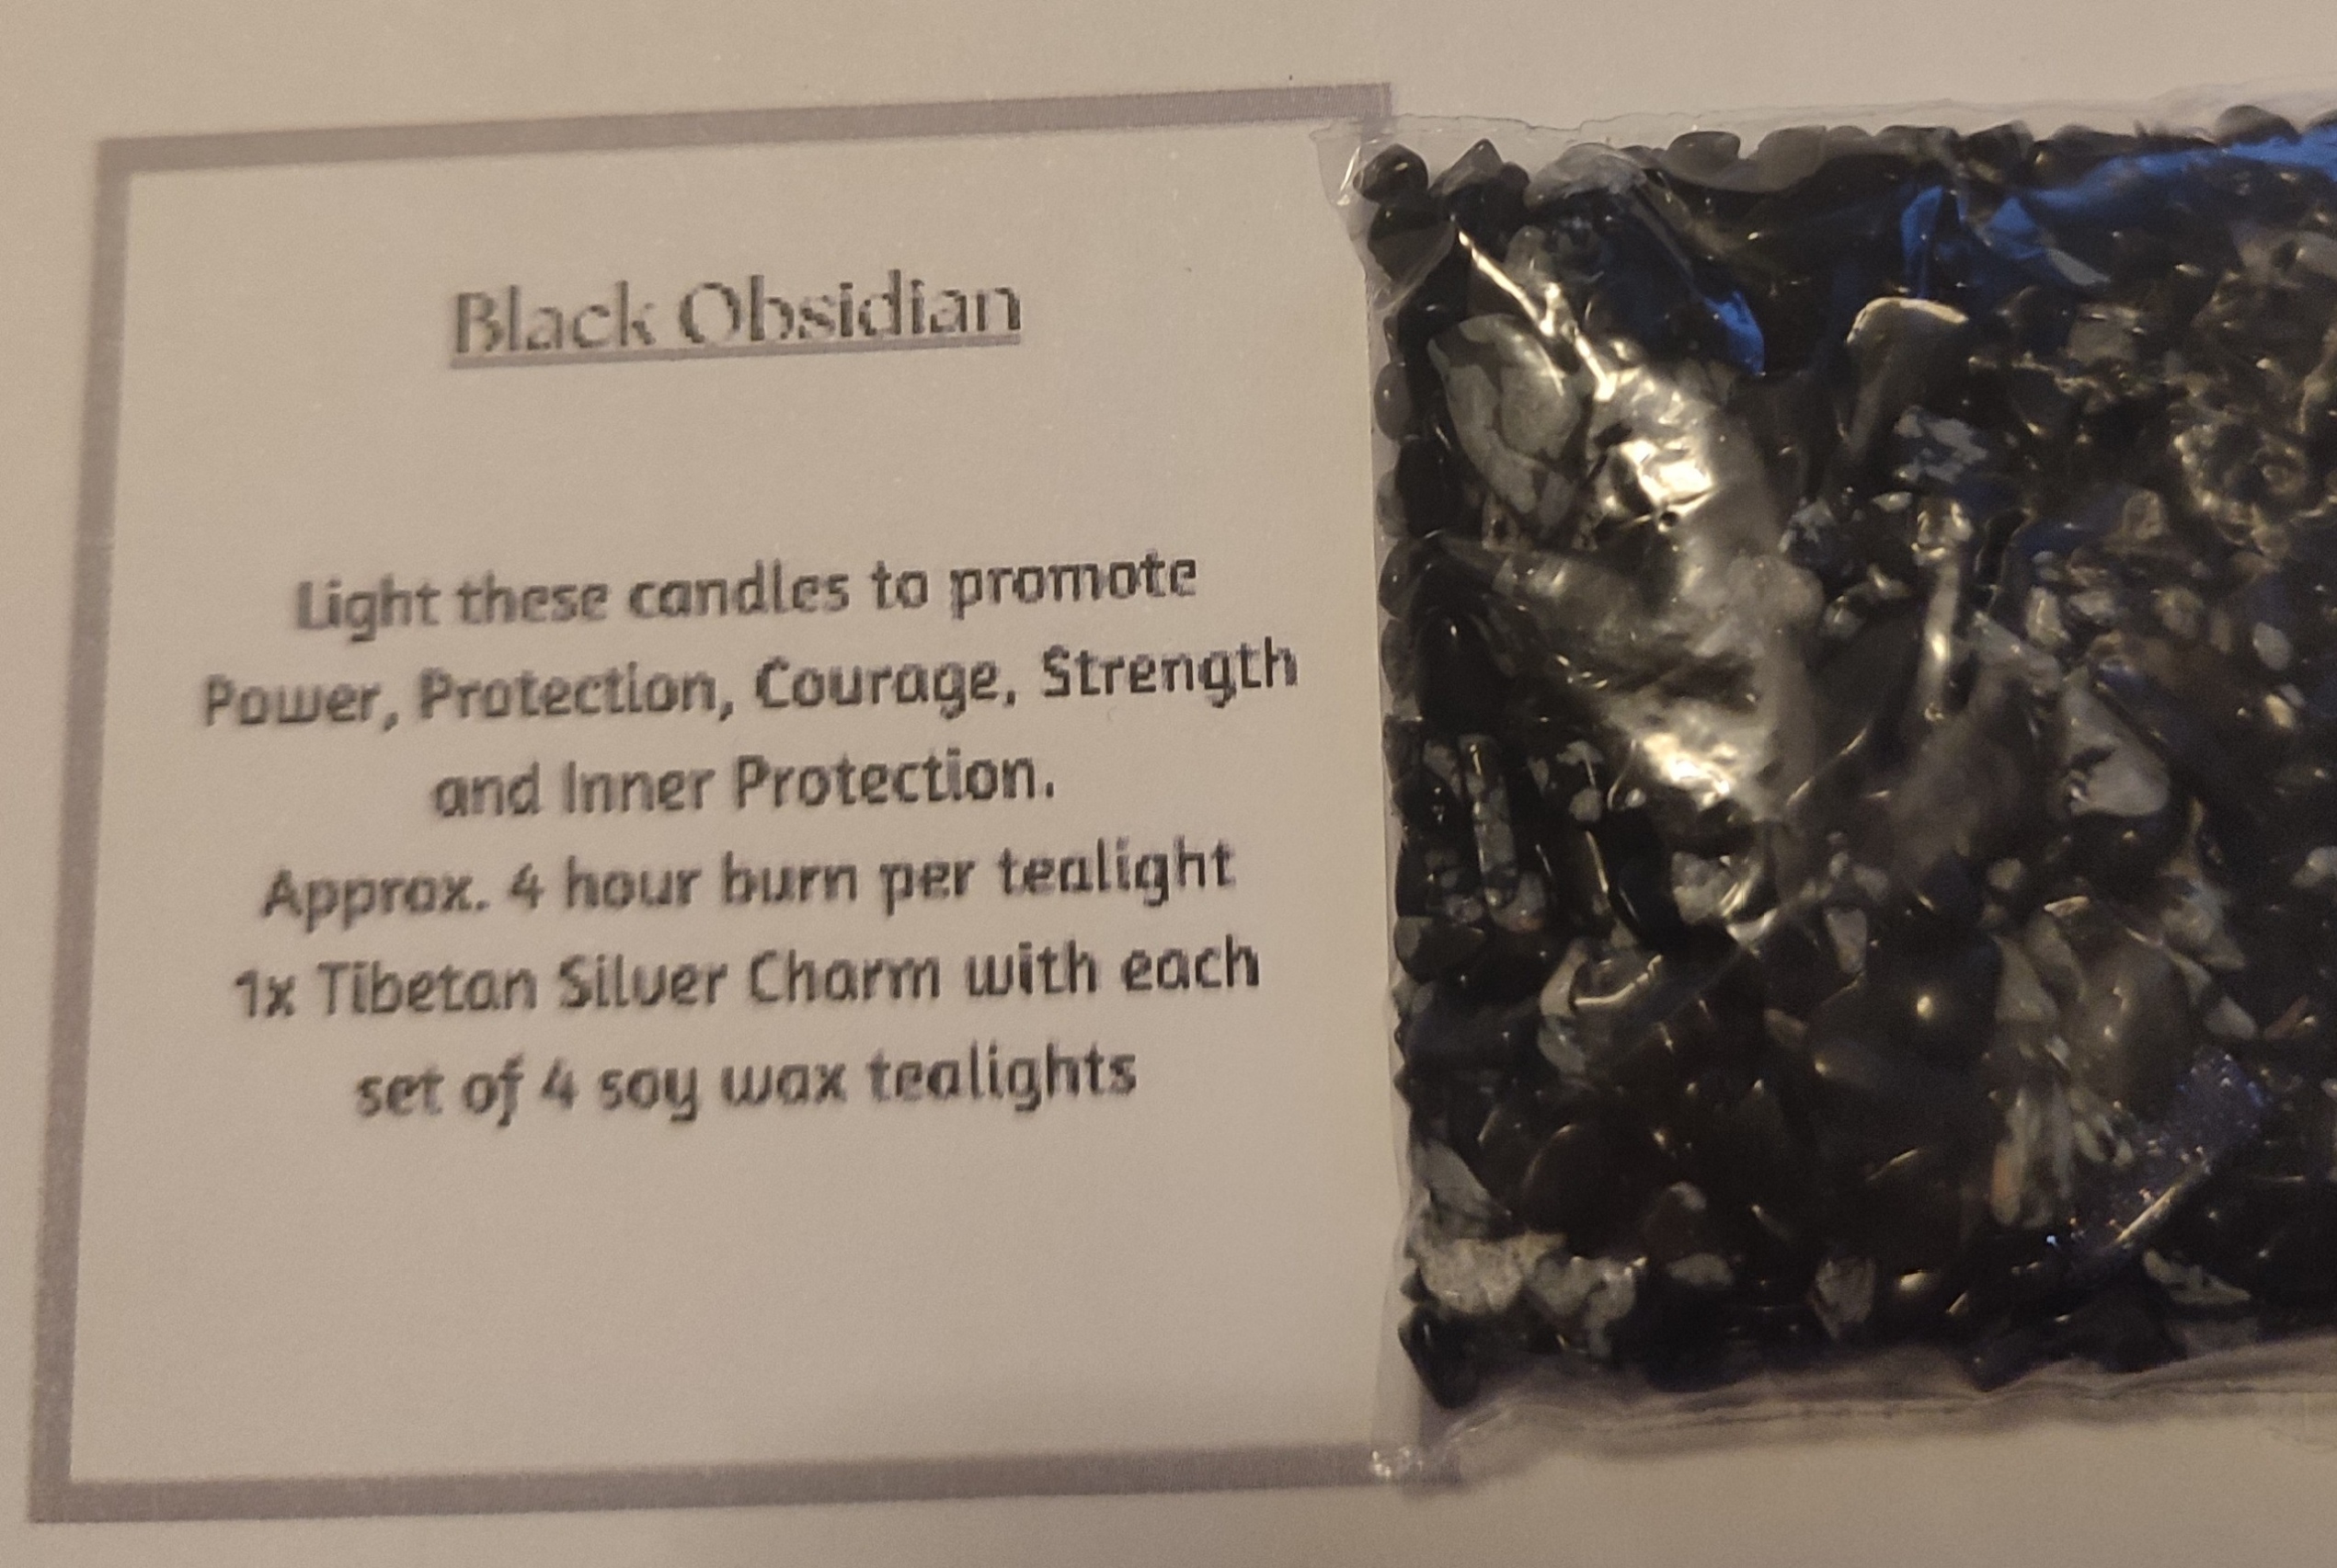 Black Obsidian
Light these candles to promote
Power, Protection, Courage, Strength
and Inner Protection.
Approx. 4 hour burn per tealight
1x Tibetan Silver Charm with each
set of 4 soy wax tealights